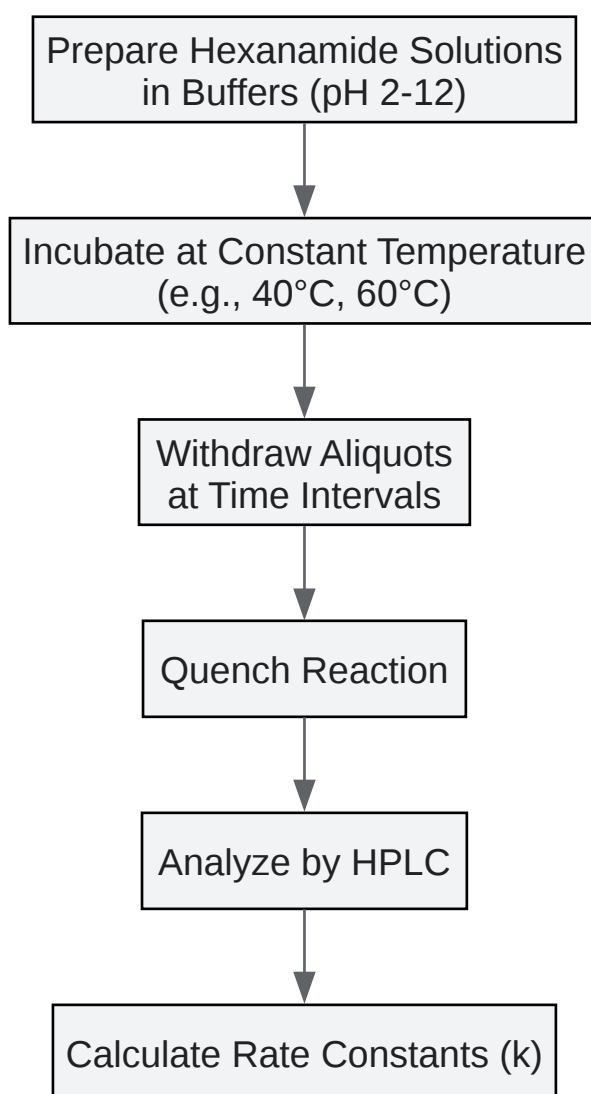 Prepare Hexanamide Solutions
in Buffers (pH 2-12)
Incubate at Constant Temperature
(e.g., 40°C, 60°C)
Withdraw Aliquots
at Time Intervals
Quench Reaction
Analyze by HPLC
Calculate Rate Constants (k)